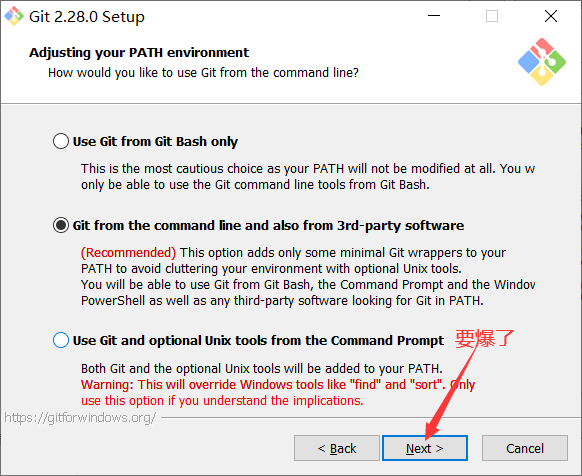 Git 2.28.0 Setup
Adjusting your PATH environment
How would you like to use Git from the command line?
Use Git from Git Bash only
This is the most cautious choice as your PATH will not be modified at all. You w
only be able to use the Git command line tools from Git Bash.
Git from the command line and also from 3rd-party software
(Recommended) This option adds only some minimal Git wrappers to your
PATH to avoid cluttering your environment with optional Unix tools.
You will be able to use Git from Git Bash, the Command Prompt and the Window
PowerShell as well as any third-party software looking for Git in PATH.
Use Git and optional Unix tools from the Command Prompt
要爆了
Both Git and the optional Unix tools will be added to your PATH.
Warning: This will override Windows tools like "find" and "sort". Only
use this option if you understand the implications.
https://gitforwindows.org/
< Back
Next >
Cancel